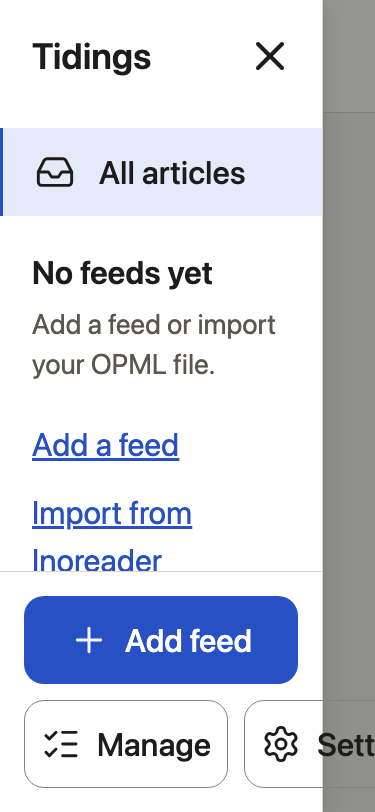 Tidings
All articles
No feeds yet
Add a feed or import
your OPML file.
Add a feed
Import from
Inoreader
Add feed
Manage
Sett